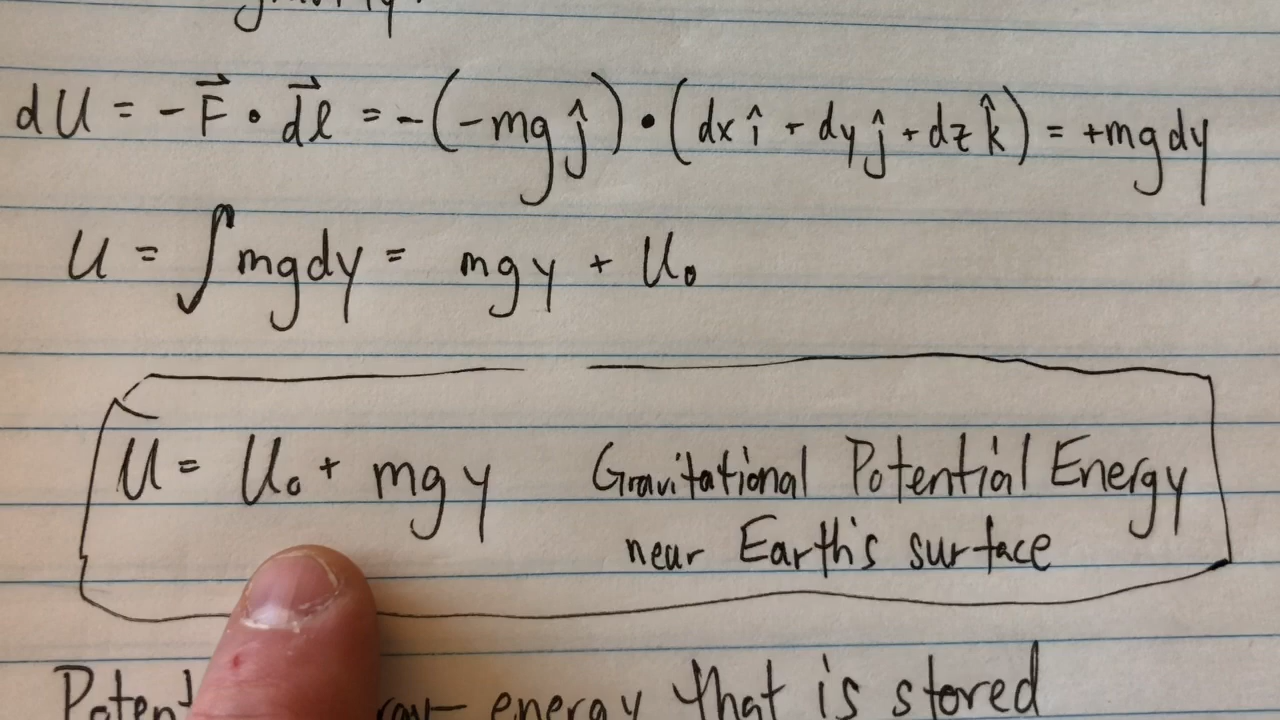 dU = -F⃗ • d⃗l = -(-mg ĵ) • (dx î + dy ĵ + dz k̂) = +mgdy
U = ∫mgdy = mgy + U₀
U = U₀ + mgy Gravitational Potential Energy
near Earth's surface
energy that is stored